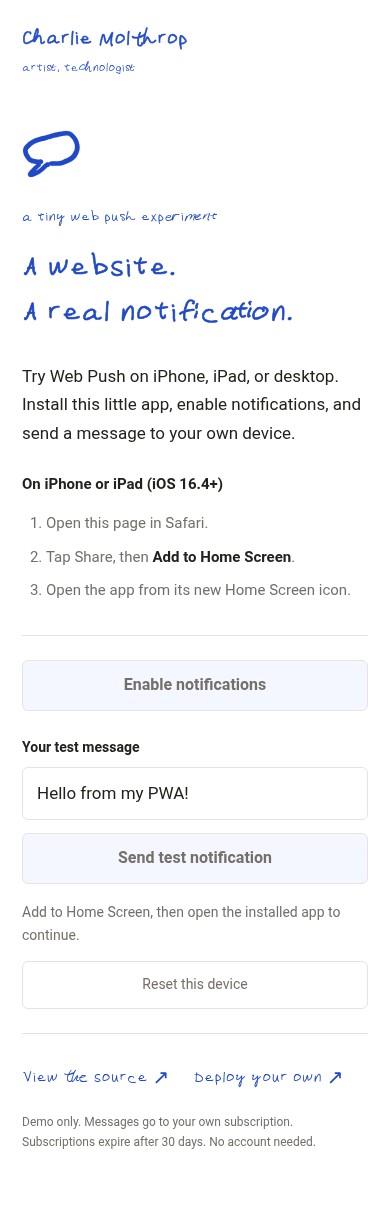 Charlie Molthrop
artist, technologist
a tiny web push experiment
A website.
A real notification.
Try Web Push on iPhone, iPad, or desktop.
Install this little app, enable notifications, and
send a message to your own device.
On iPhone or iPad (iOS 16.4+)
1. Open this page in Safari.
2. Tap Share, then Add to Home Screen.
3. Open the app from its new Home Screen icon.
Enable notifications
Your test message
Hello from my PWA!
Send test notification
Add to Home Screen, then open the installed app to
continue.
Reset this device
View the source ↗ Deploy your own ↗
Demo only. Messages go to your own subscription.
Subscriptions expire after 30 days. No account needed.